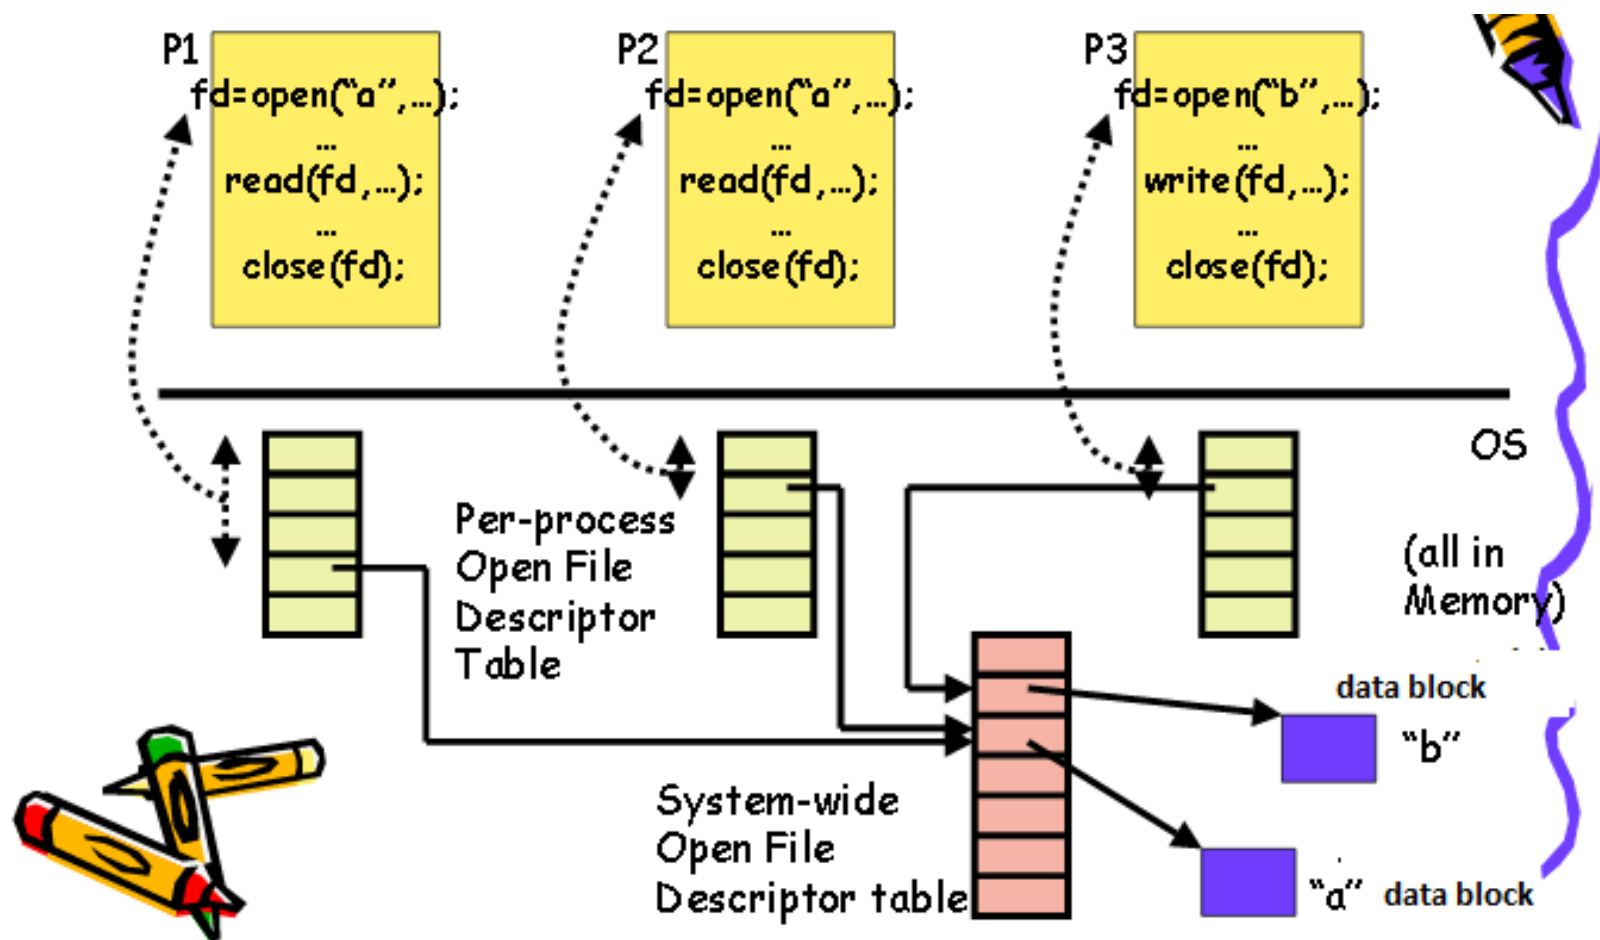 P1
fd=open(“a”,…);
…
read(fd,…);
…
close(fd);
P2
fd=open(“a”,…);
…
read(fd,…);
…
close(fd);
P3
fd=open(“b”,…);
…
write(fd,…);
…
close(fd);
OS
(all in
Memory)
Per-process
Open File
Descriptor
Table
data block
“b”
System-wide
Open File
Descriptor table
“a” data block